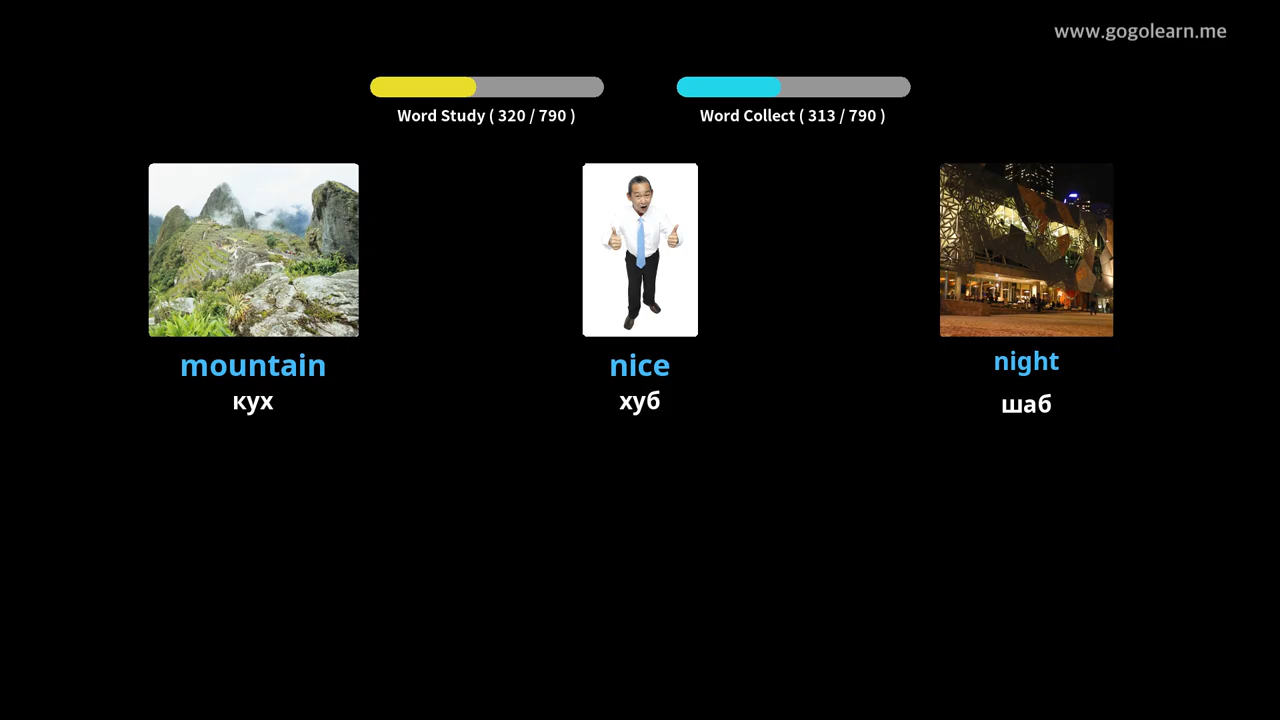 www.gogolearn.me
Word Study ( 320 / 790 )
Word Collect ( 313 / 790 )
mountain
кух
nice
хуб
night
шаб